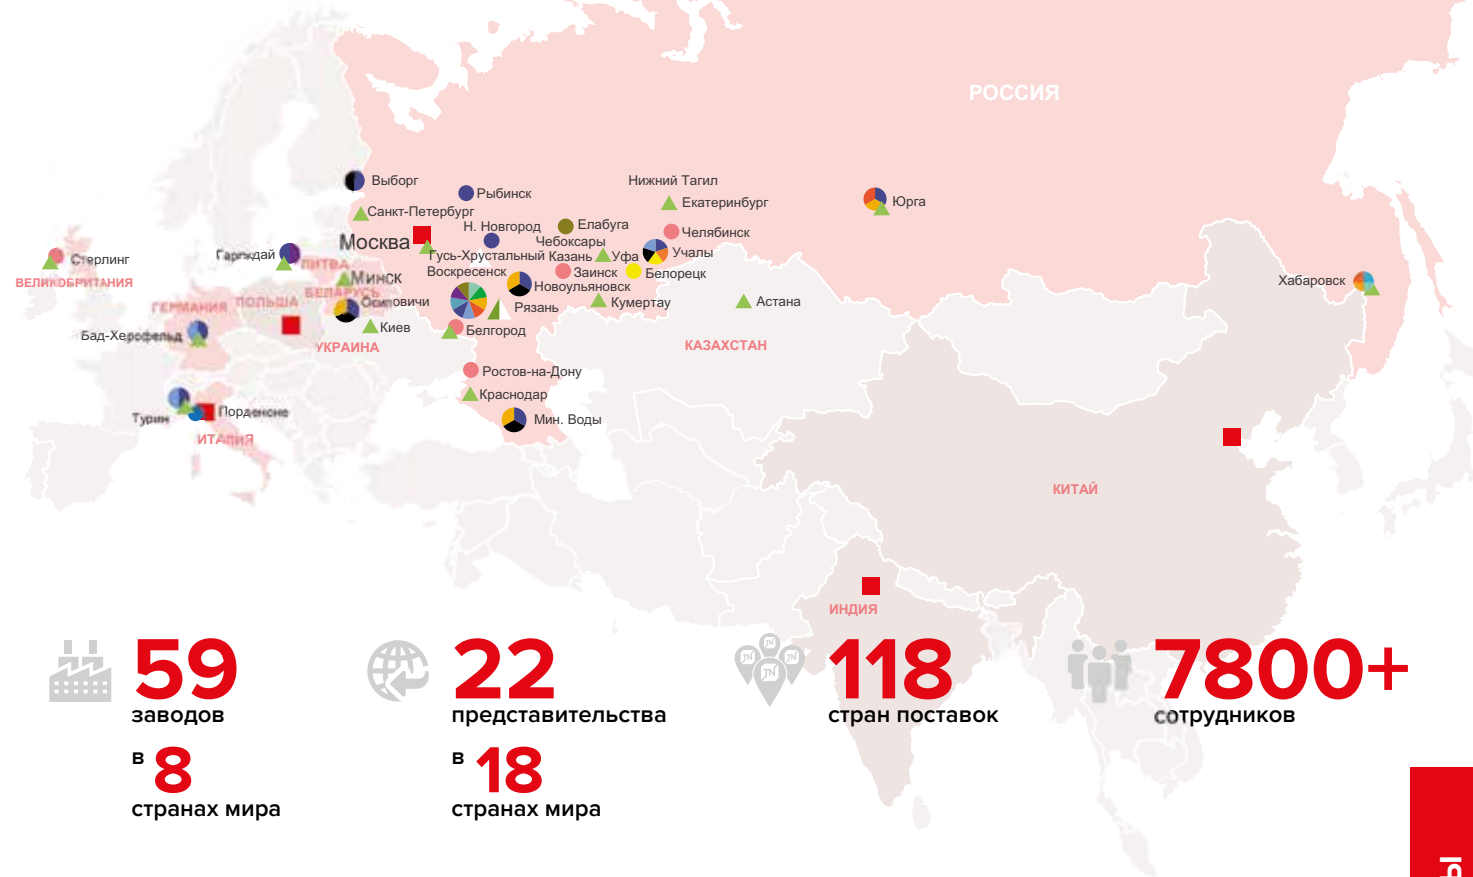 РОССИЯ
Выборг
Рыбинск
Нижний Тагил
Санкт-Петербург
Екатеринбург
Юрга
Н. Новгород
Елабуга
Челябинск
Москва
Чебоксары
Гусь-Хрустальный
Казань
Уфа
Учалы
Стерлинг
Гаргждай
ЛИТВА
Воскресенск
Заинск
Белорецк
ВЕЛИКОБРИТАНИЯ
Минск
Новоульяновск
Хабаровск
БЕЛАРУСЬ
ГЕРМАНИЯ
ПОЛЬША
Осиповичи
Рязань
Кумертау
Астана
Киев
Белгород
Бад-Херсфельд
УКРАИНА
КАЗАХСТАН
Ростов-на-Дону
Краснодар
Турин
Порденоне
Мин. Воды
ИТАЛИЯ
КИТАЙ
ИНДИЯ
59
заводов
в 8
странах мира
22
представительства
в 18
странах мира
118
стран поставок
7800+
сотрудников